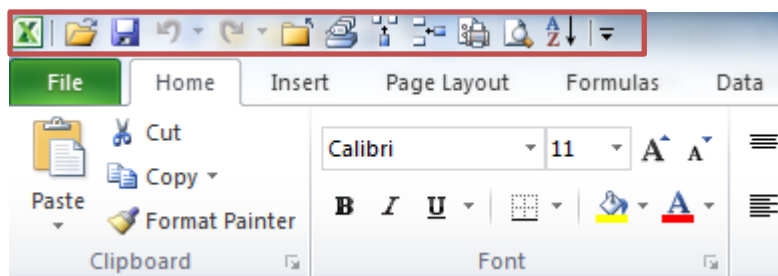 A
Z
File Home Insert Page Layout Formulas Data
Cut
Calibri 11 A A
Copy
Paste
B I U A
Format Painter
Clipboard Font